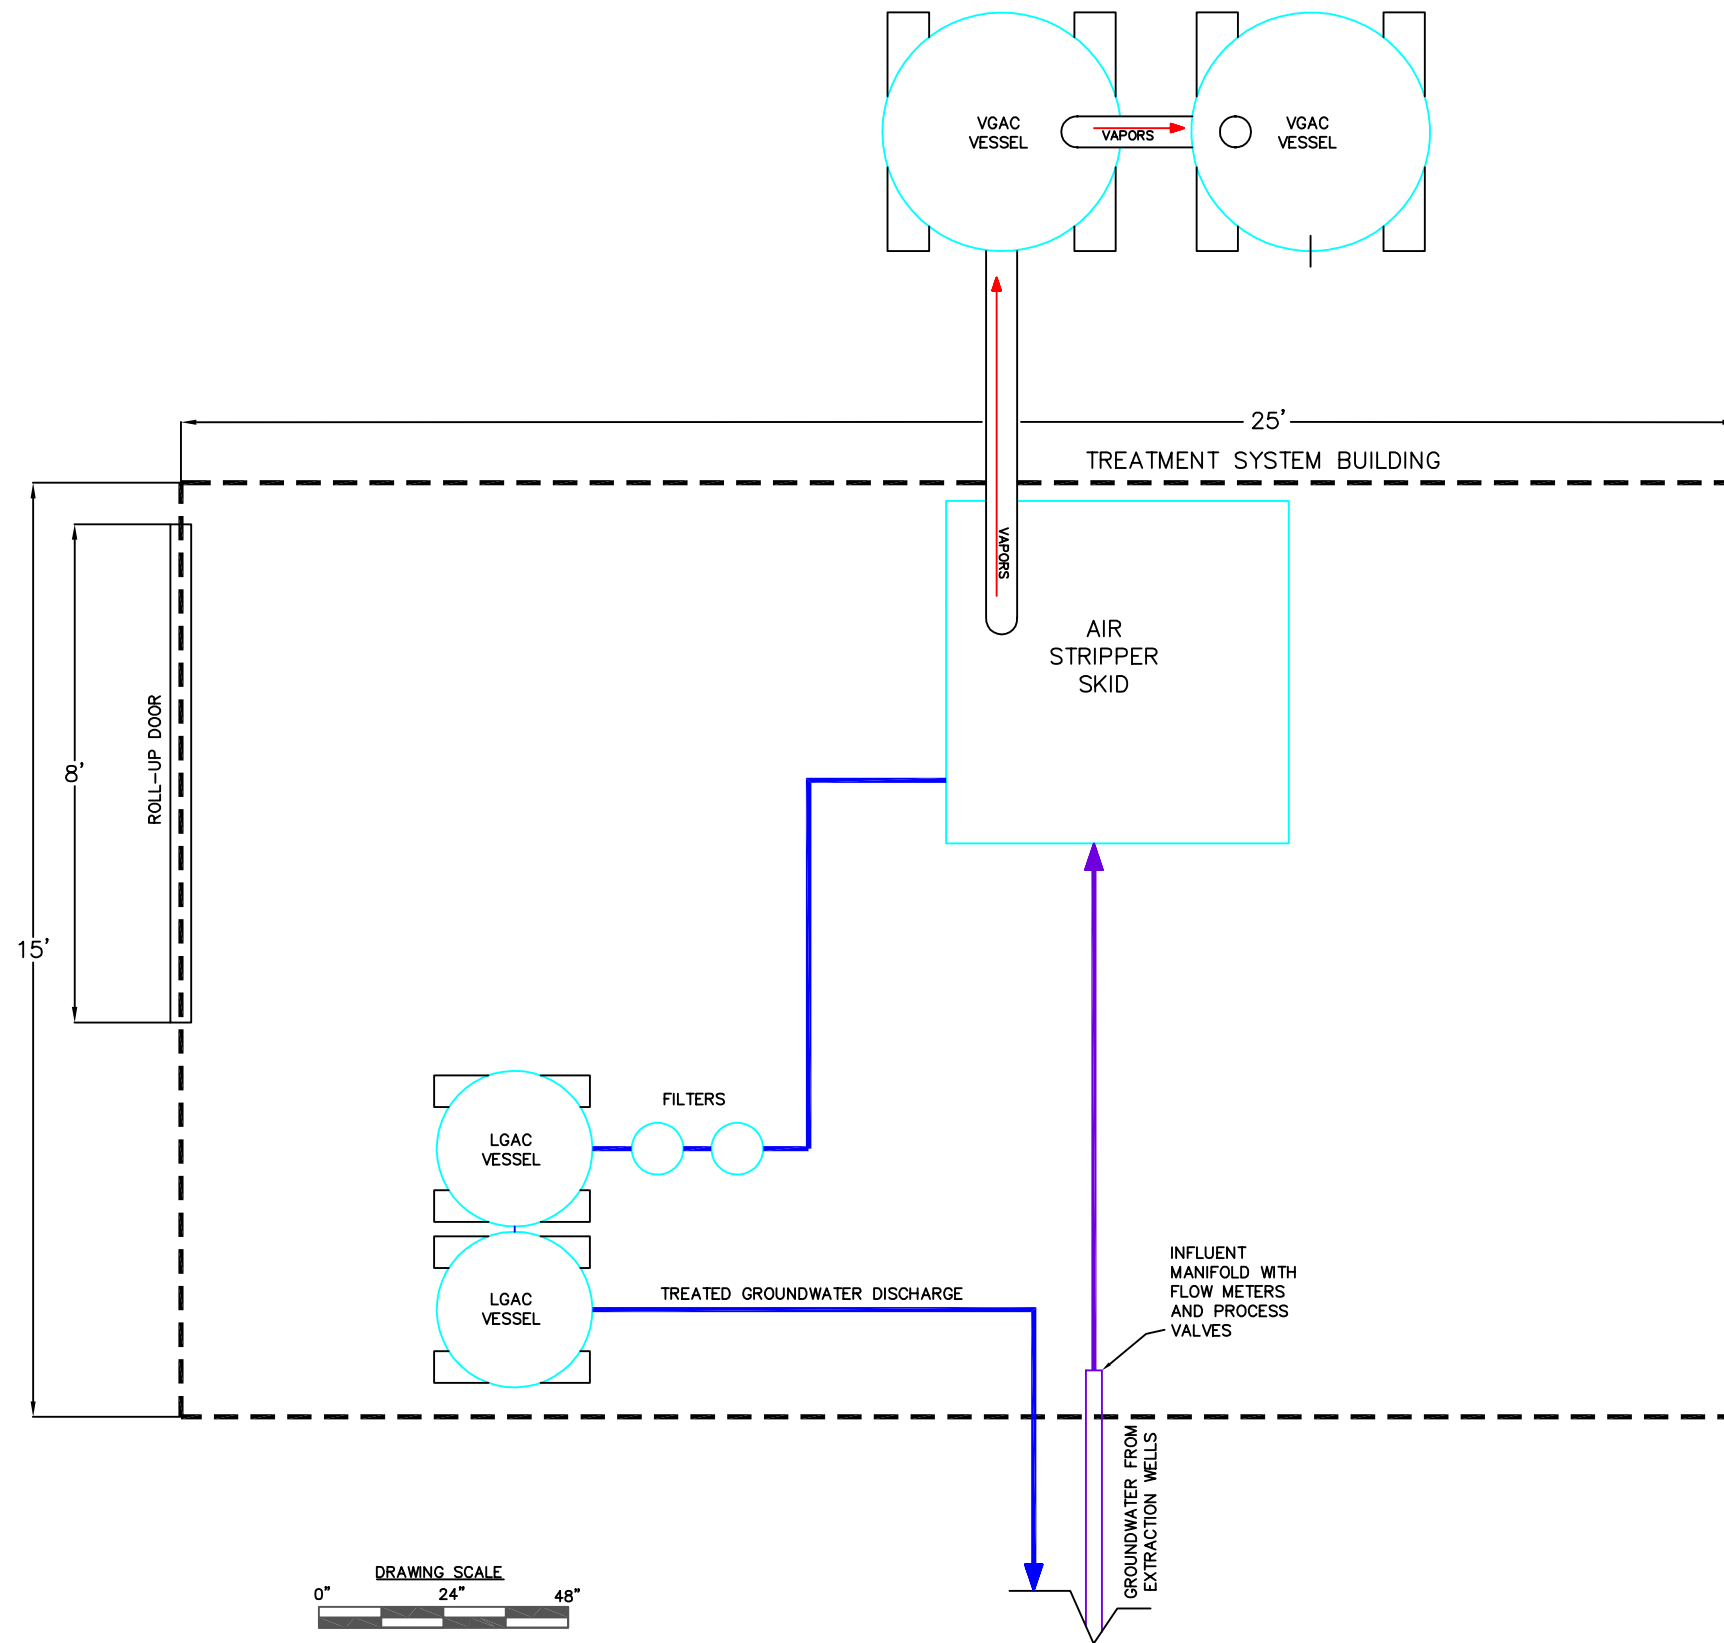 VGAC
VESSEL
VAPORS
VGAC
VESSEL
25'
TREATMENT SYSTEM BUILDING
VAPORS
AIR
STRIPPER
SKID
ROLL-UP DOOR
8'
15'
FILTERS
LGAC
VESSEL
LGAC
VESSEL
TREATED GROUNDWATER DISCHARGE
INFLUENT
MANIFOLD WITH
FLOW METERS
AND PROCESS
VALVES
GROUNDWATER FROM
EXTRACTION WELLS
DRAWING SCALE
0" 24" 48"